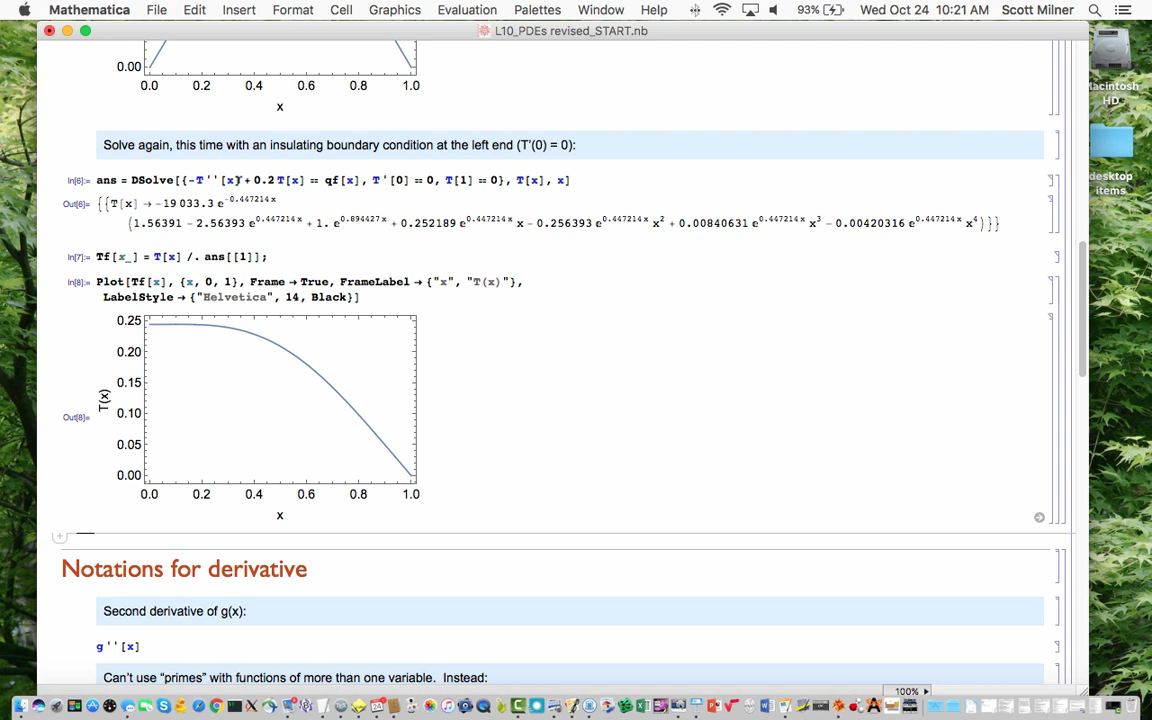 Mathematica File Edit Insert Format Cell Graphics Evaluation Palettes Window Help 93% Wed Oct 24 10:21 AM Scott Milner
L10_PDEs revised_START.nb
0.00
0.0 0.2 0.4 0.6 0.8 1.0
x
Macintosh
HD
desktop
items
Solve again, this time with an insulating boundary condition at the left end (T'(0) = 0):
In[6]:= ans = DSolve[{-T''[x] + 0.2 T[x] == qf[x], T'[0] == 0, T[1] == 0}, T[x], x]
Out[6]= {{T[x] → -19033.3 e^-0.447214 x
(1.56391 - 2.56393 e^0.447214 x + 1. e^0.894427 x + 0.252189 e^0.447214 x x - 0.256393 e^0.447214 x x^2 + 0.00840631 e^0.447214 x x^3 - 0.00420316 e^0.447214 x x^4)}}
In[7]:= Tf[x_] = T[x] /. ans[[1]];
In[8]:= Plot[Tf[x], {x, 0, 1}, Frame → True, FrameLabel → {"x", "T(x)"},
LabelStyle → {"Helvetica", 14, Black}]
0.25
0.20
0.15
0.10
0.05
0.00
T(x)
Out[8]=
0.0 0.2 0.4 0.6 0.8 1.0
x
Notations for derivative
Second derivative of g(x):
g''[x]
Can't use “primes” with functions of more than one variable. Instead:
100%